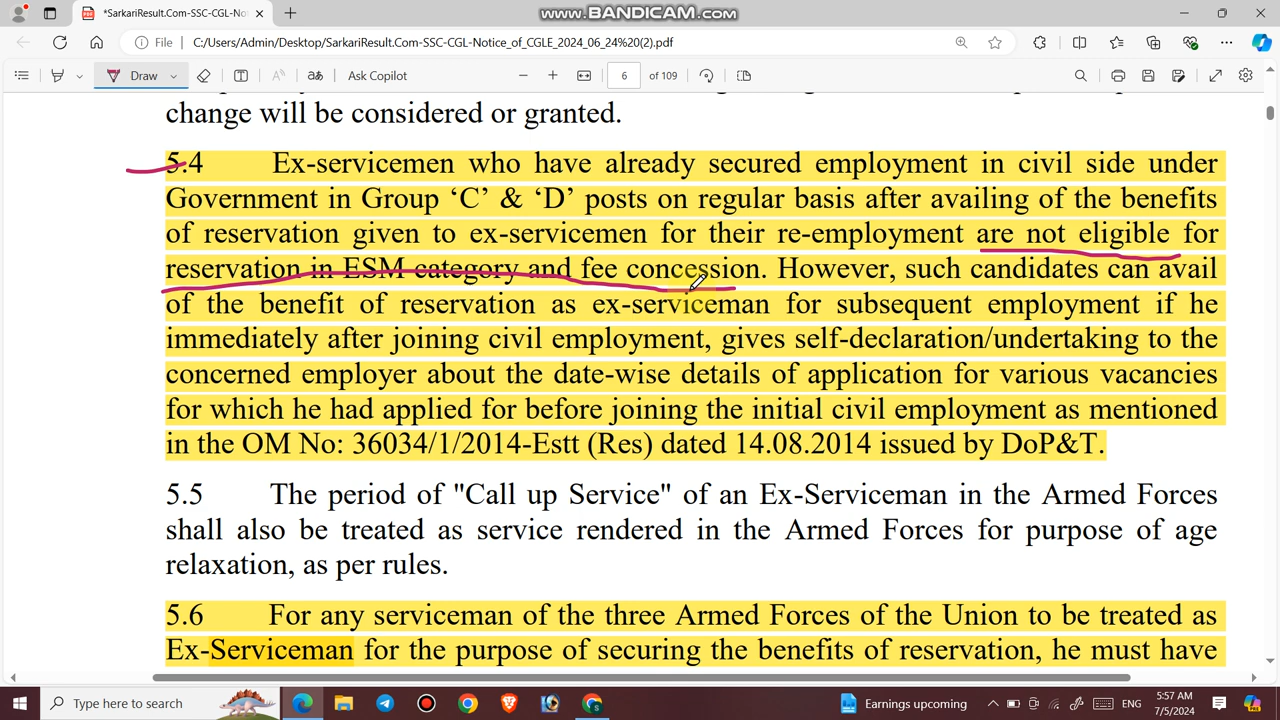 *SarkariResult.Com-SSC-CGL-No
WWW.BANDICAM.COM
File
C:/Users/Admin/Desktop/SarkariResult.Com-SSC-CGL-Notice_of_CGLE_2024_06_24%20(2).pdf
Draw
Ask Copilot
6 of 109
change will be considered or granted.
5.4 Ex-servicemen who have already secured employment in civil side under
Government in Group ‘C’ & ‘D’ posts on regular basis after availing of the benefits
of reservation given to ex-servicemen for their re-employment are not eligible for
reservation in ESM category and fee concession. However, such candidates can avail
of the benefit of reservation as ex-serviceman for subsequent employment if he
immediately after joining civil employment, gives self-declaration/undertaking to the
concerned employer about the date-wise details of application for various vacancies
for which he had applied for before joining the initial civil employment as mentioned
in the OM No: 36034/1/2014-Estt (Res) dated 14.08.2014 issued by DoP&T.
5.5 The period of "Call up Service" of an Ex-Serviceman in the Armed Forces
shall also be treated as service rendered in the Armed Forces for purpose of age
relaxation, as per rules.
5.6 For any serviceman of the three Armed Forces of the Union to be treated as
Ex-Serviceman for the purpose of securing the benefits of reservation, he must have
Type here to search
Earnings upcoming
ENG
5:57 AM
7/5/2024